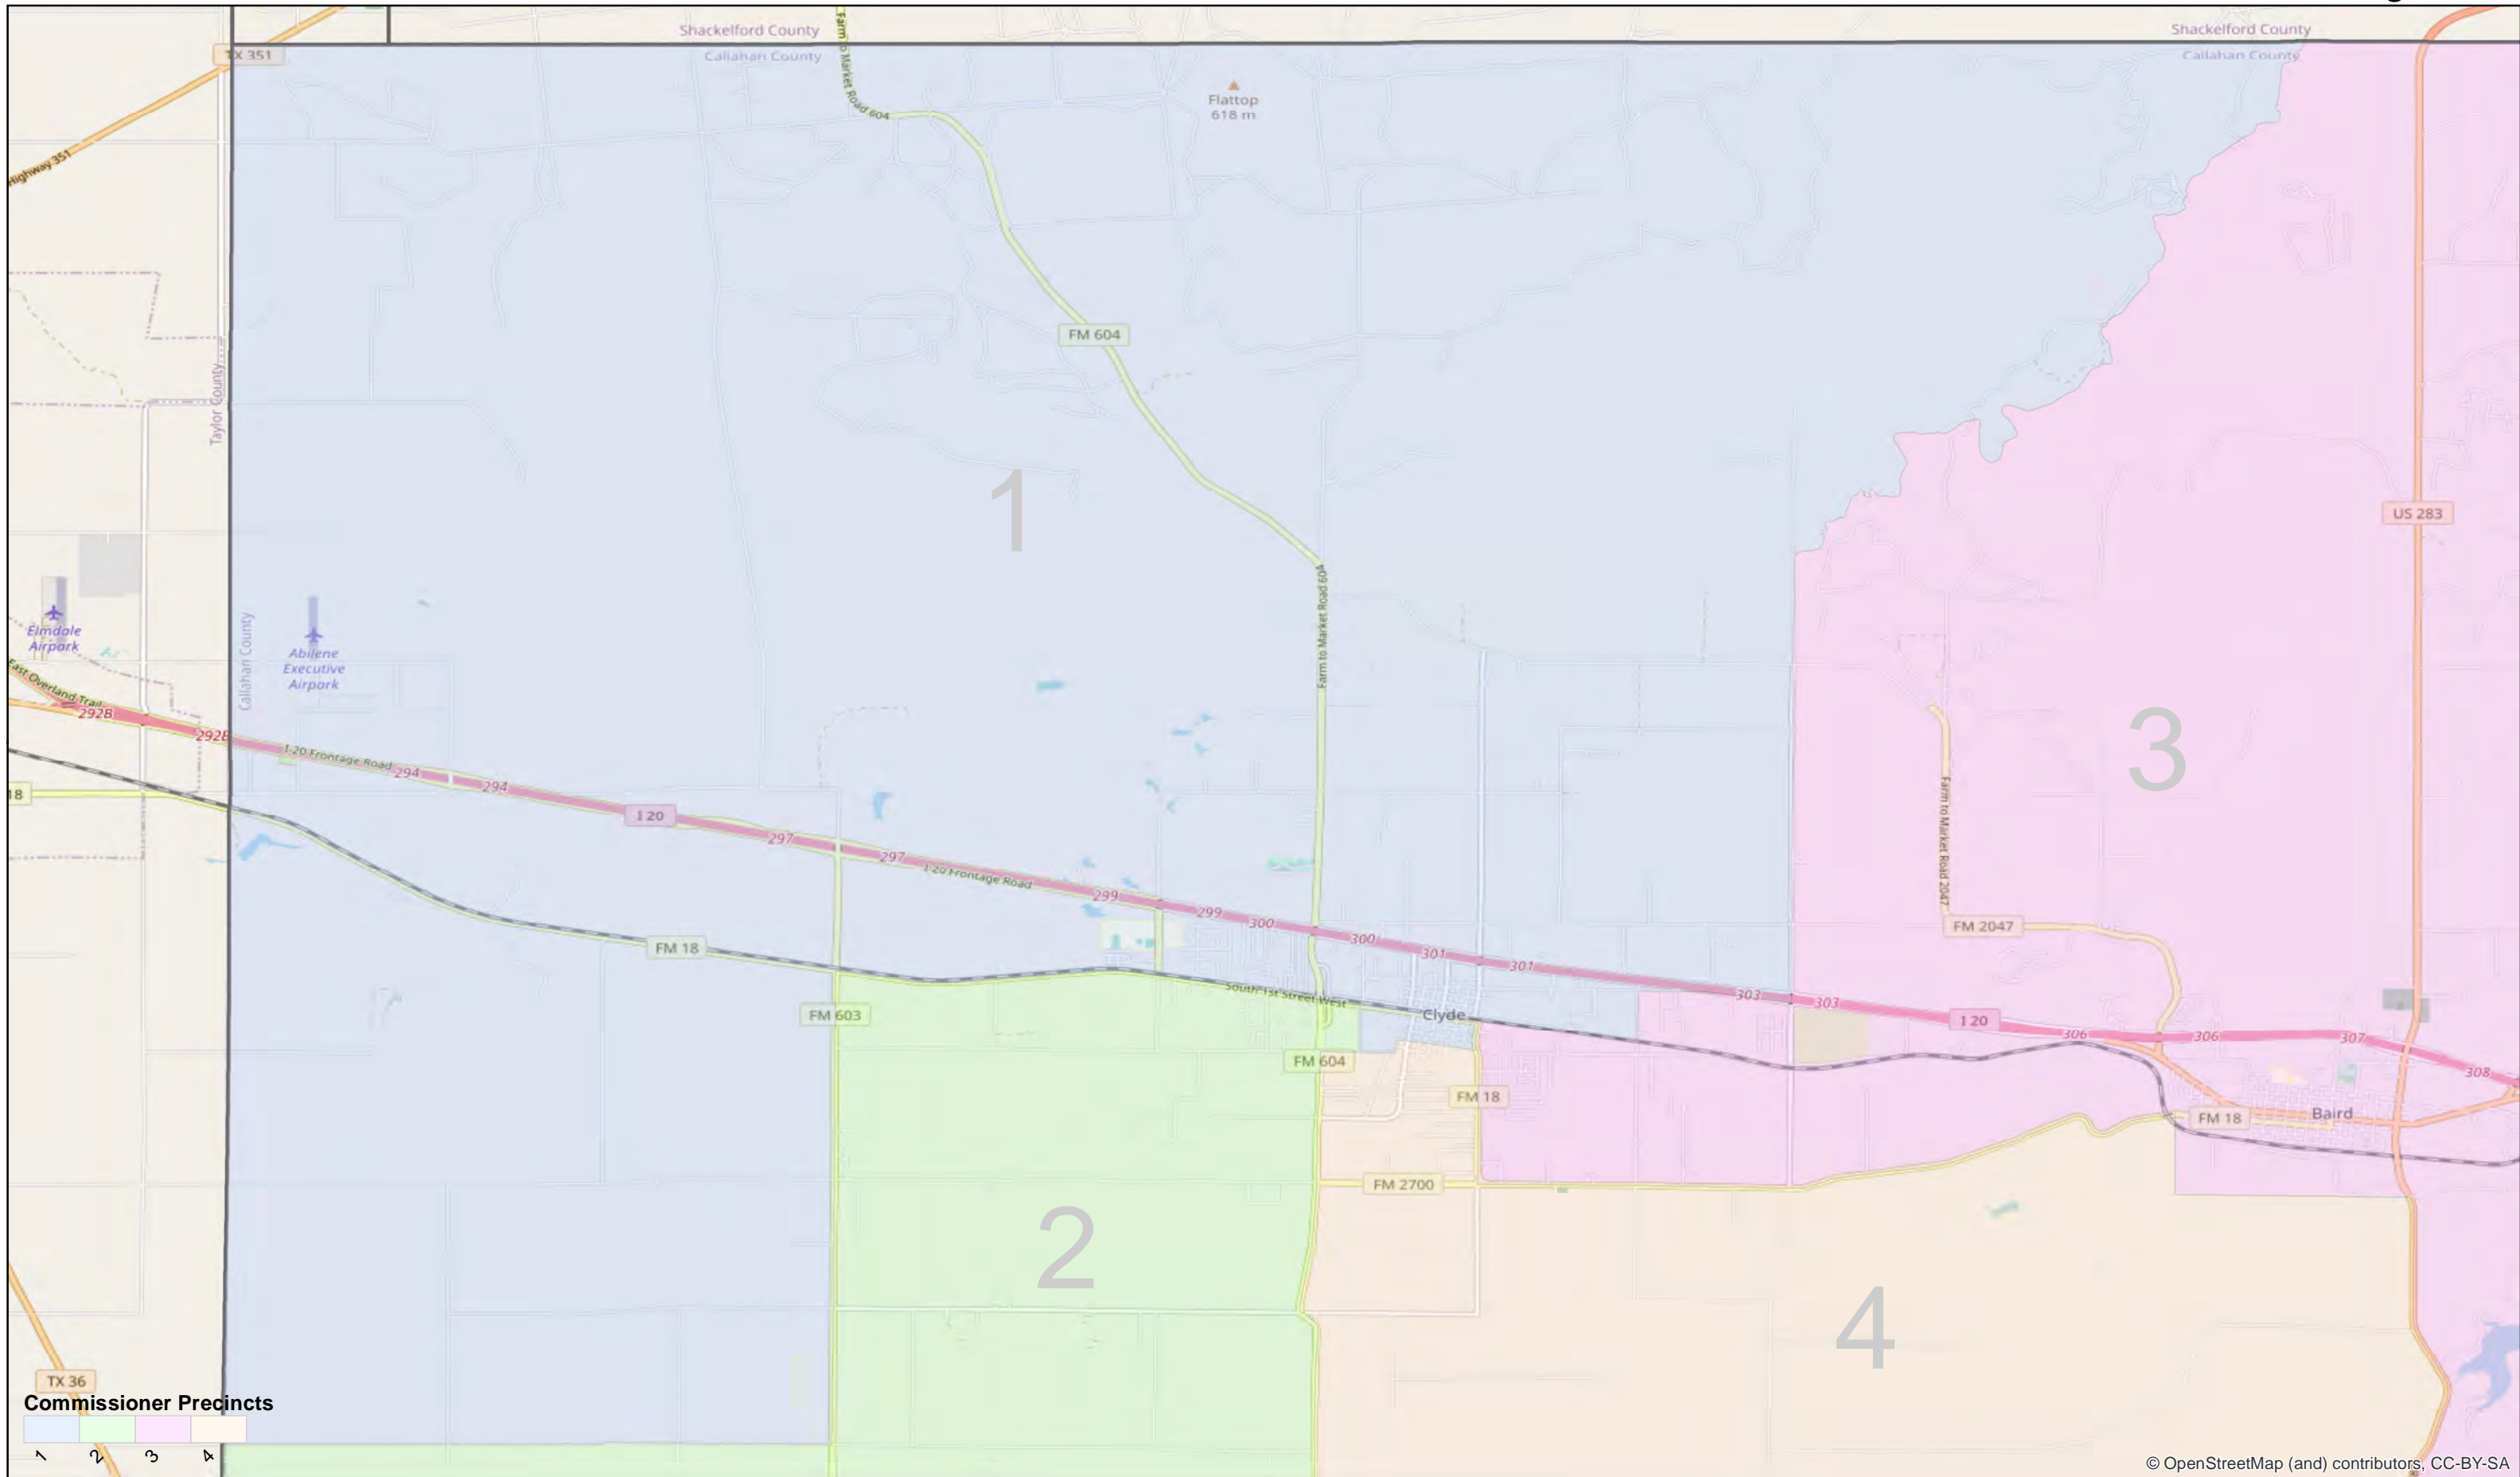 Shackelford County
Shackelford County
TX 351
Callahan County
Callahan County
Farm to Market Road 604
Flattop
618 m
Highway 351
FM 604
Taylor County
US 283
1
Farm to Market Road 604
Elmdale
Airpark
Abilene
Executive
Airpark
Callahan County
East Overland Trail
292B
292B
I-20 Frontage Road
294
294
3
18
I 20
297
297
I-20 Frontage Road
299
299
300
300
301
301
303
303
Farm to Market Road 2047
FM 2047
FM 18
South 1st Street West
Clyde
FM 603
I 20
306
306
307
308
FM 604
FM 18
FM 18
Baird
FM 2700
2
4
TX 36
Commissioner Precincts
1 2 3 4
© OpenStreetMap (and) contributors, CC-BY-SA